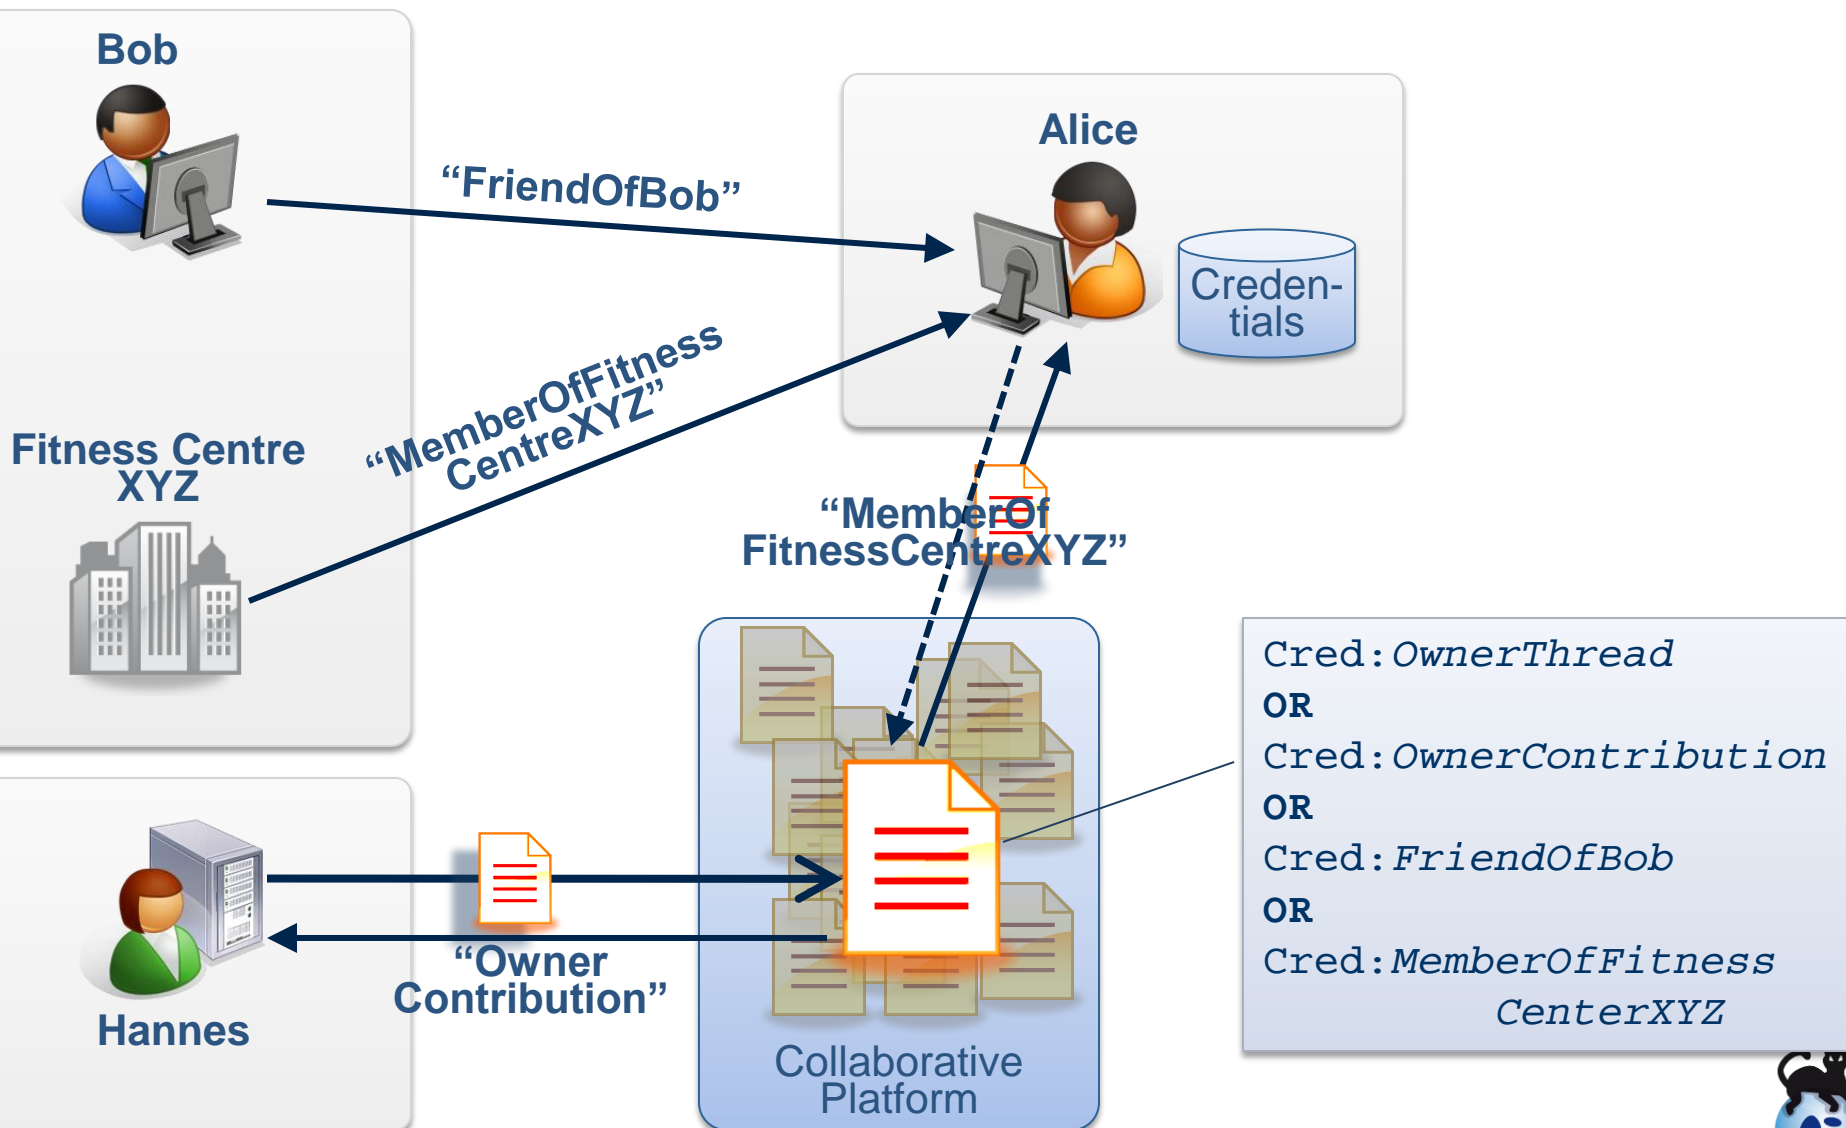 Bob
“FriendOfBob”
Alice
Creden-
tials
“MemberOfFitness
CentreXYZ”
Fitness Centre
XYZ
“MemberOf
FitnessCentreXYZ”
Cred:OwnerThread
OR
Cred:OwnerContribution
OR
Cred:FriendOfBob
OR
Cred:MemberOfFitness
CenterXYZ
“Owner
Contribution”
Hannes
Collaborative
Platform